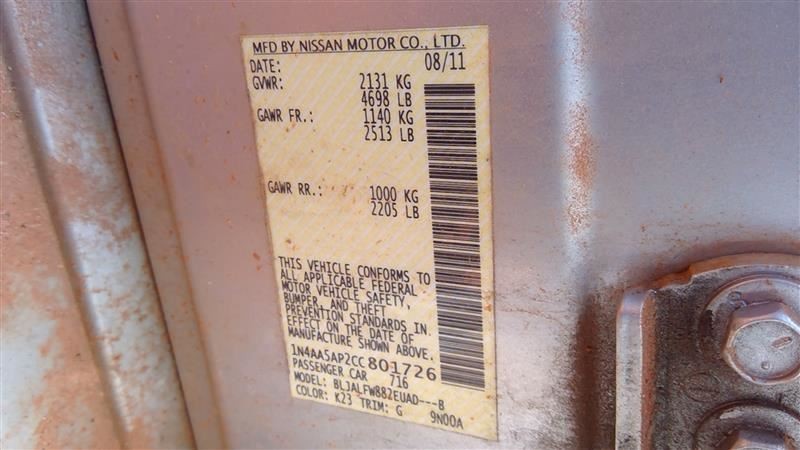 MFD BY NISSAN MOTOR CO., LTD.
DATE: 08/11
GVWR: 2131 KG
4698 LB
GAWR FR.: 1140 KG
2513 LB
GAWR RR.: 1000 KG
2205 LB
THIS VEHICLE CONFORMS TO
ALL APPLICABLE FEDERAL
MOTOR VEHICLE SAFETY,
BUMPER, AND THEFT
PREVENTION STANDARDS IN
EFFECT ON THE DATE OF
MANUFACTURE SHOWN ABOVE.
1N4AA5AP2CC801726
PASSENGER CAR 716
MODEL: BLJALFW882EUAD---B
COLOR: K23 TRIM: G 9N00A